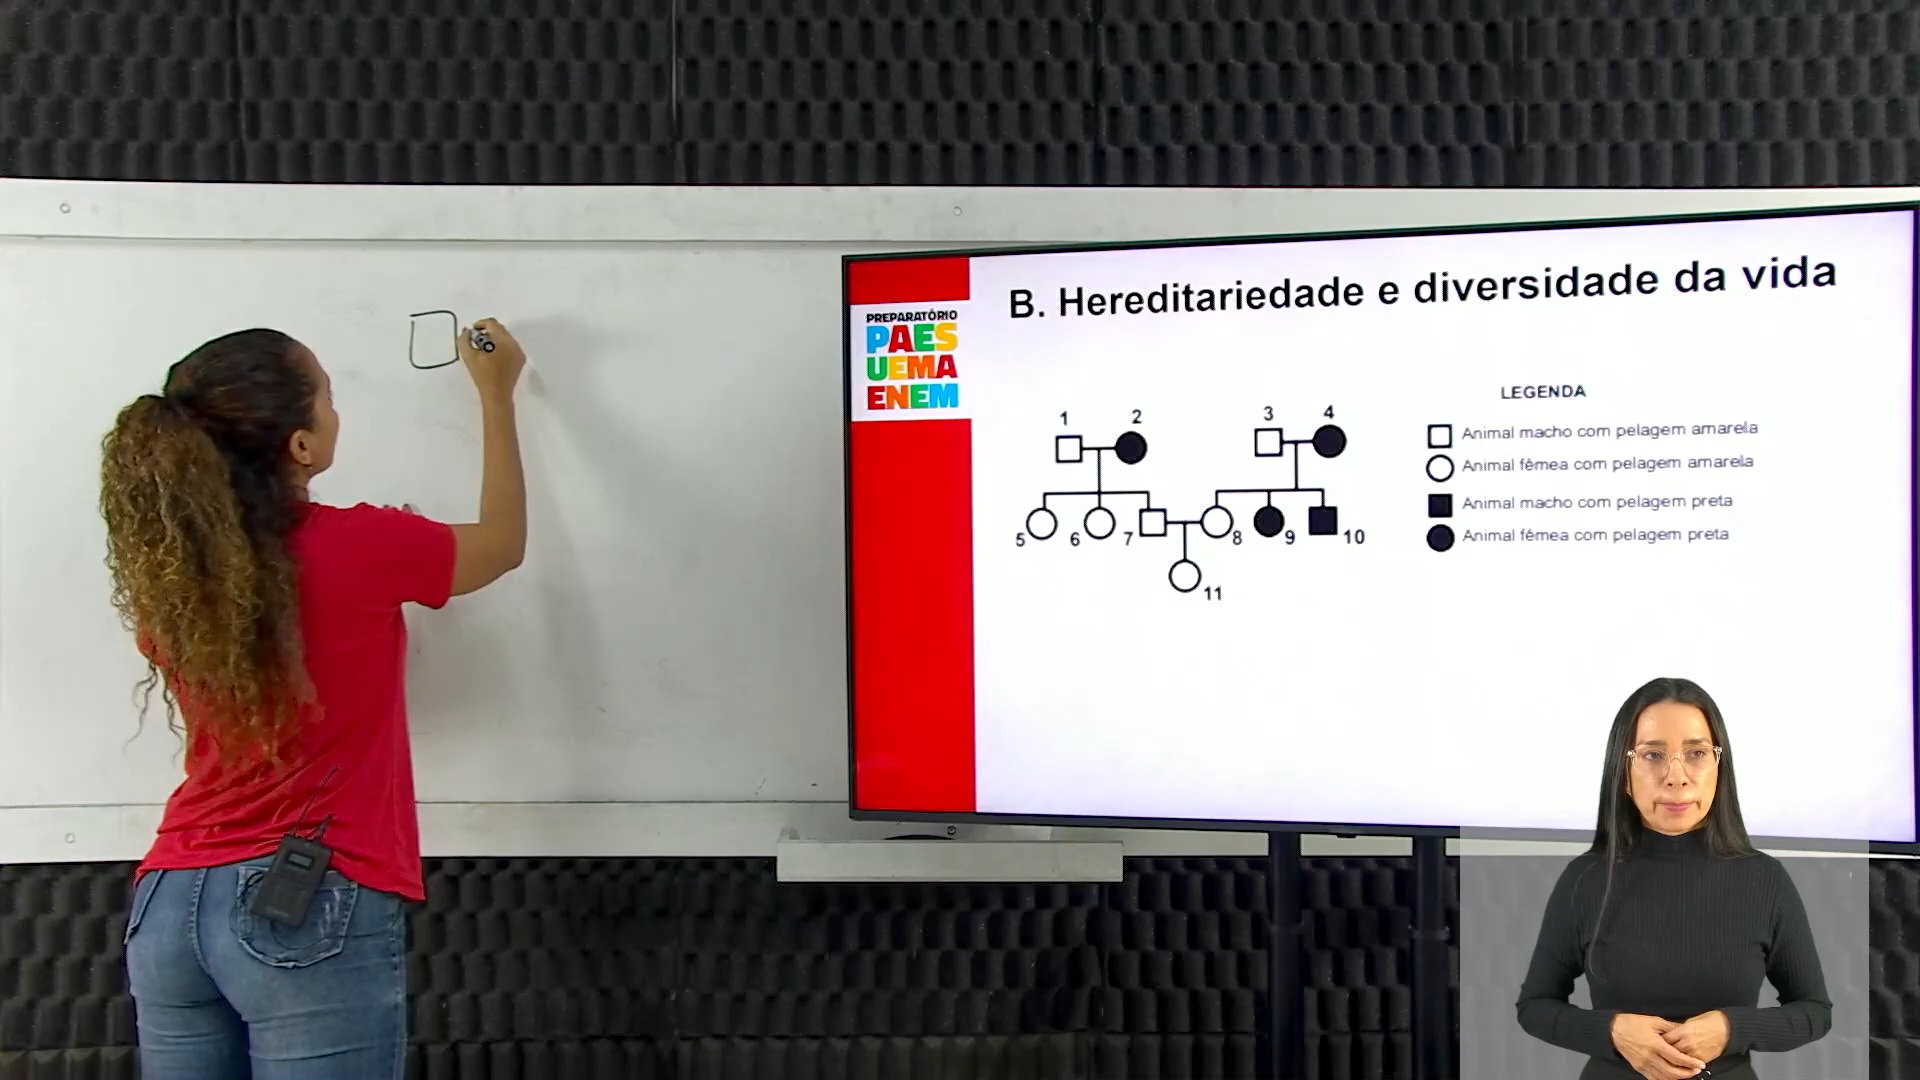 B. Hereditariedade e diversidade da vida
PREPARATÓRIO
PAES
UEMA
ENEM
LEGENDA
Animal macho com pelagem amarela
Animal fêmea com pelagem amarela
Animal macho com pelagem preta
Animal fêmea com pelagem preta
1 2 3 4
5 6 7 8 9 10
11